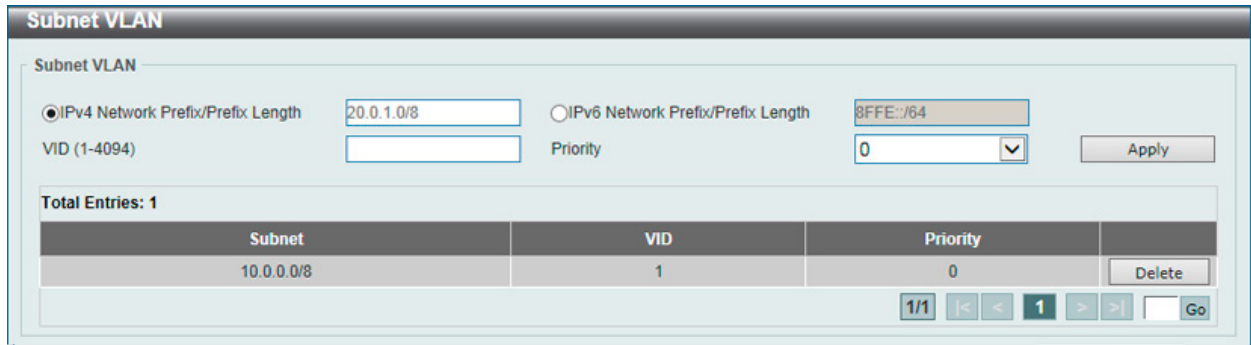 Subnet VLAN
Subnet VLAN
IPv4 Network Prefix/Prefix Length 20.0.1.0/8 IPv6 Network Prefix/Prefix Length 8FFE::/64
VID (1-4094) Priority 0 Apply
Total Entries: 1
Subnet VID Priority
10.0.0.0/8 1 0 Delete
1/1 |< < 1 > >| Go